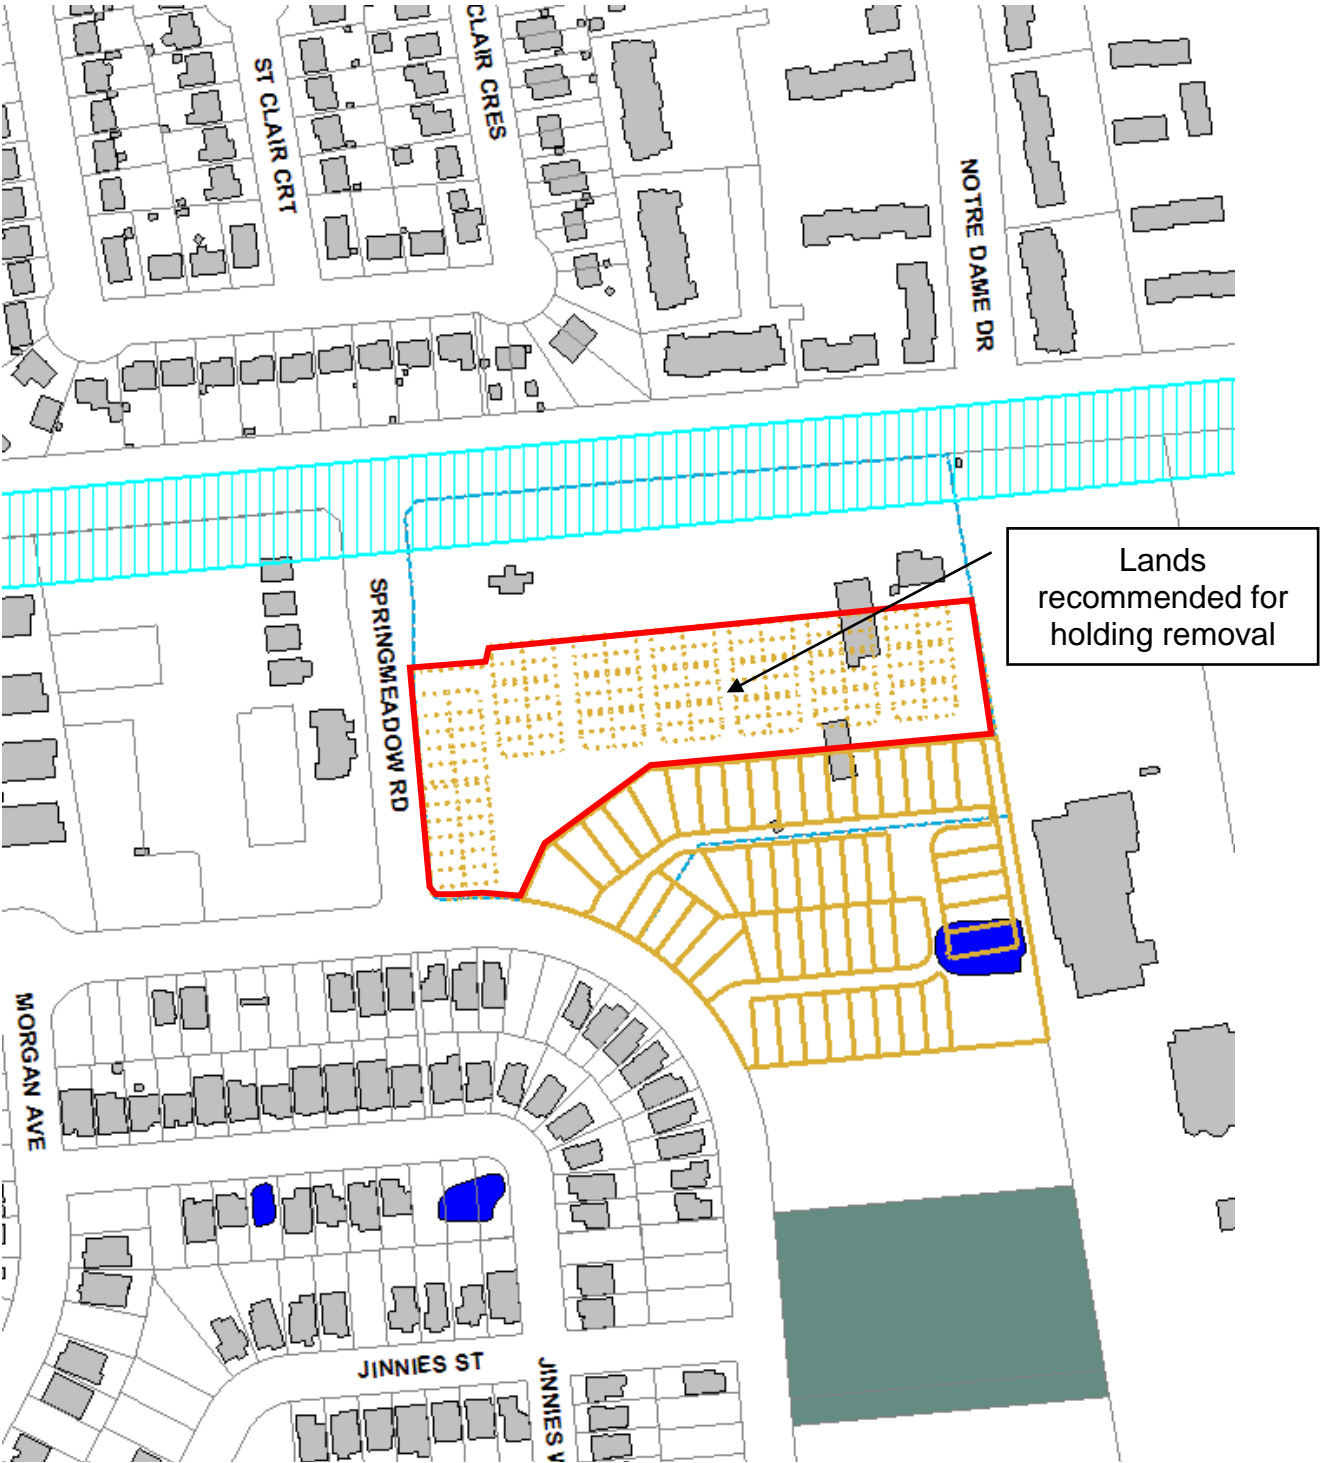 ST CLAIR CRT
CLAIR CRES
NOTRE DAME DR
Lands
recommended for
holding removal
SPRINGMEADOW RD
MORGAN AVE
JINNIES ST
JINNIES